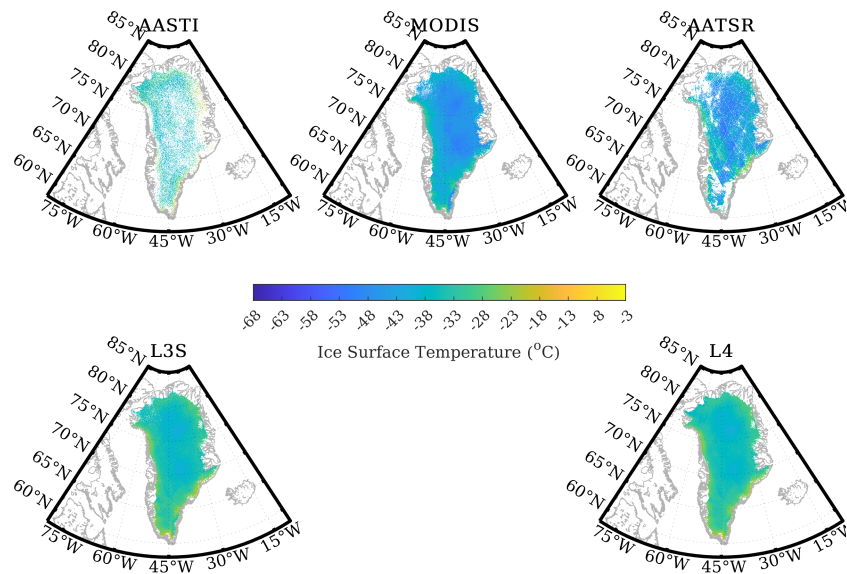 AASTI
85°N
80°N
75°N
70°N
65°N
60°N
75°W
60°W
45°W
30°W
15°W
MODIS
85°N
80°N
75°N
70°N
65°N
60°N
75°W
60°W
45°W
30°W
15°W
AATSR
85°N
80°N
75°N
70°N
65°N
60°N
75°W
60°W
45°W
30°W
15°W
-68 -63 -58 -53 -48 -43 -38 -33 -28 -23 -18 -13 -8 -3
Ice Surface Temperature (°C)
L3S
85°N
80°N
75°N
70°N
65°N
60°N
75°W
60°W
45°W
30°W
15°W
L4
85°N
80°N
75°N
70°N
65°N
60°N
75°W
60°W
45°W
30°W
15°W